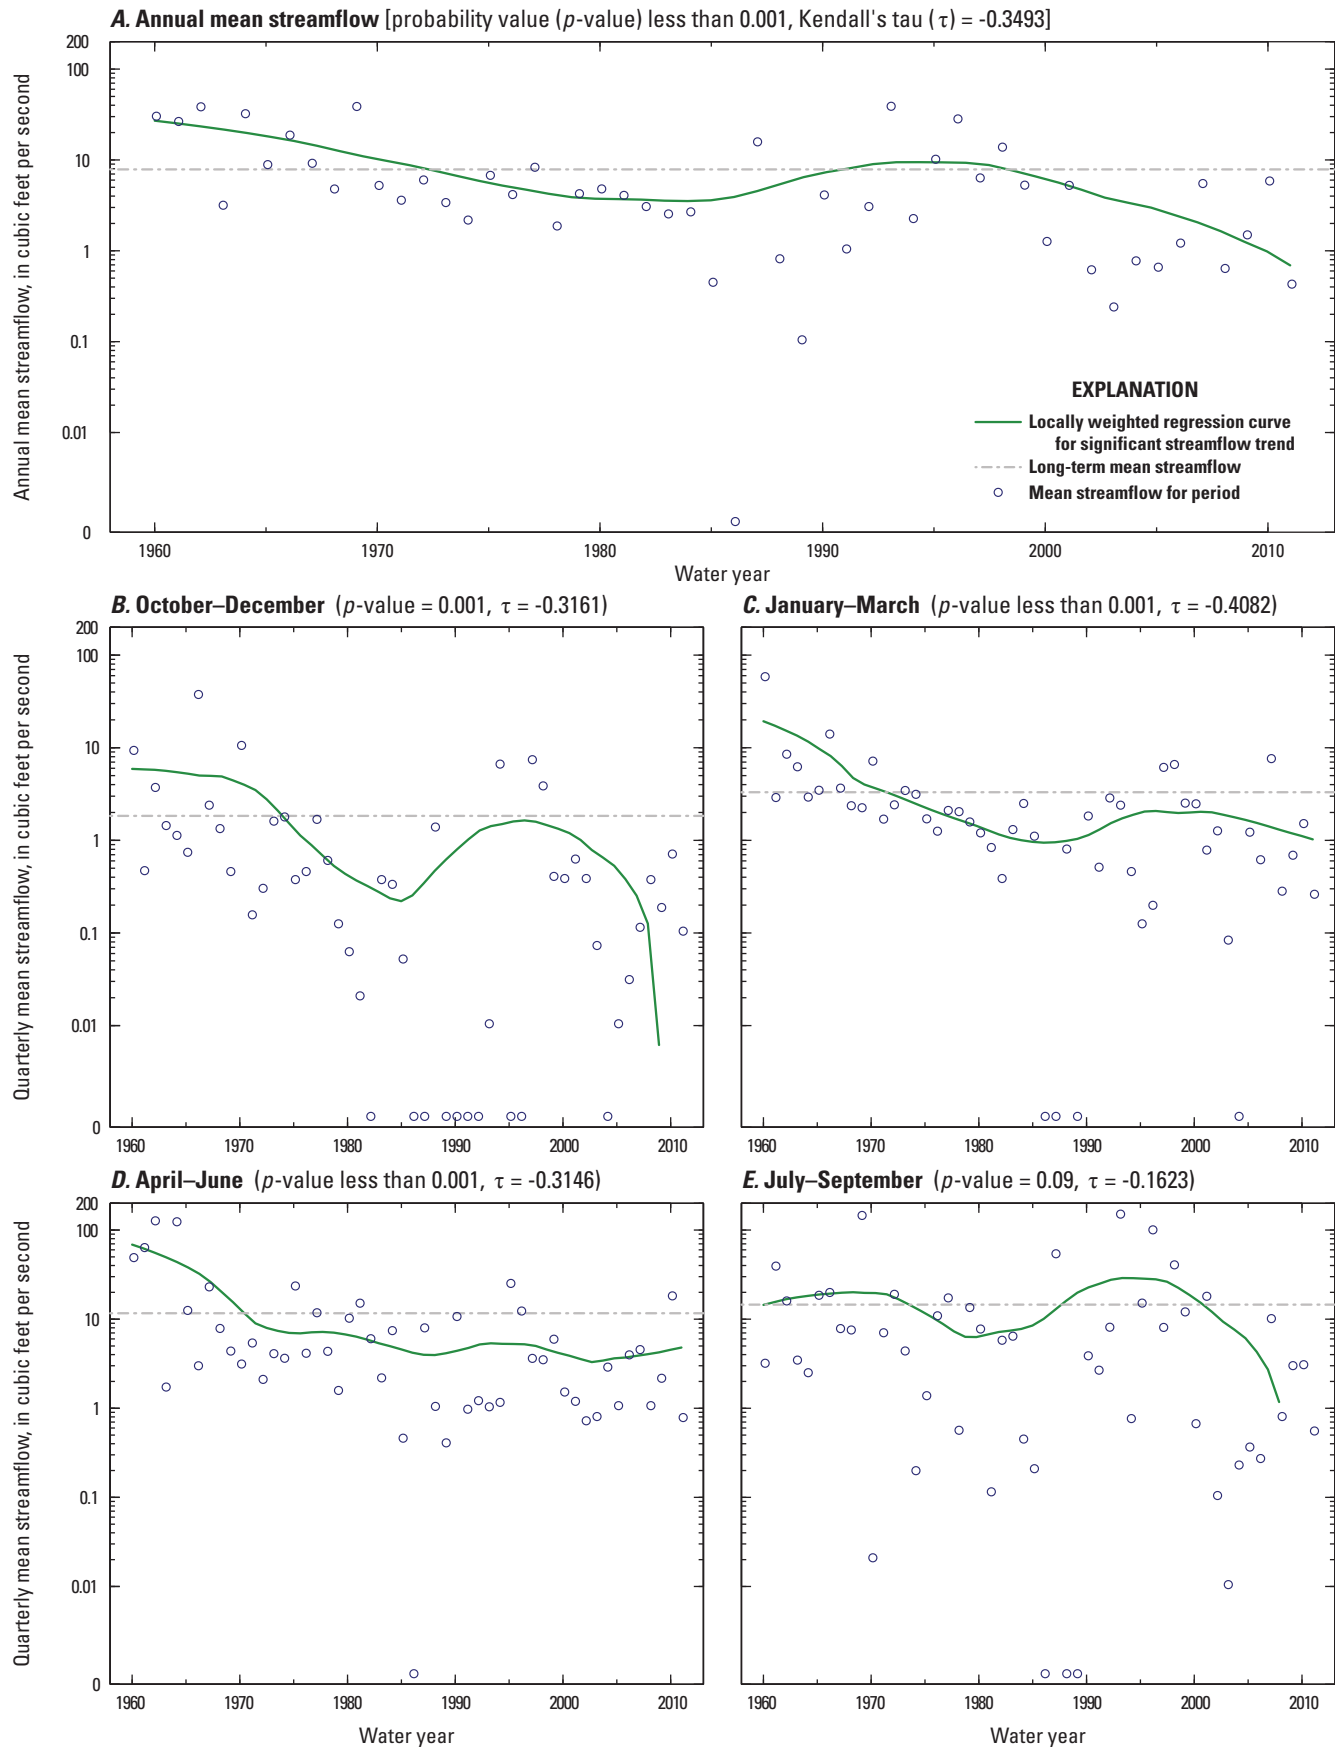 A. Annual mean streamflow [probability value (p-value) less than 0.001, Kendall's tau (τ) = -0.3493]
Annual mean streamflow, in cubic feet per second
200
100
10
1
0.1
0.01
0
EXPLANATION
Locally weighted regression curve
for significant streamflow trend
Long-term mean streamflow
Mean streamflow for period
1960 1970 1980 1990 2000 2010
Water year
B. October–December (p-value = 0.001, τ = -0.3161)
Quarterly mean streamflow, in cubic feet per second
200
100
10
1
0.1
0.01
0
1960 1970 1980 1990 2000 2010
C. January–March (p-value less than 0.001, τ = -0.4082)
1960 1970 1980 1990 2000 2010
D. April–June (p-value less than 0.001, τ = -0.3146)
Quarterly mean streamflow, in cubic feet per second
200
100
10
1
0.1
0.01
0
1960 1970 1980 1990 2000 2010
Water year
E. July–September (p-value = 0.09, τ = -0.1623)
1960 1970 1980 1990 2000 2010
Water year